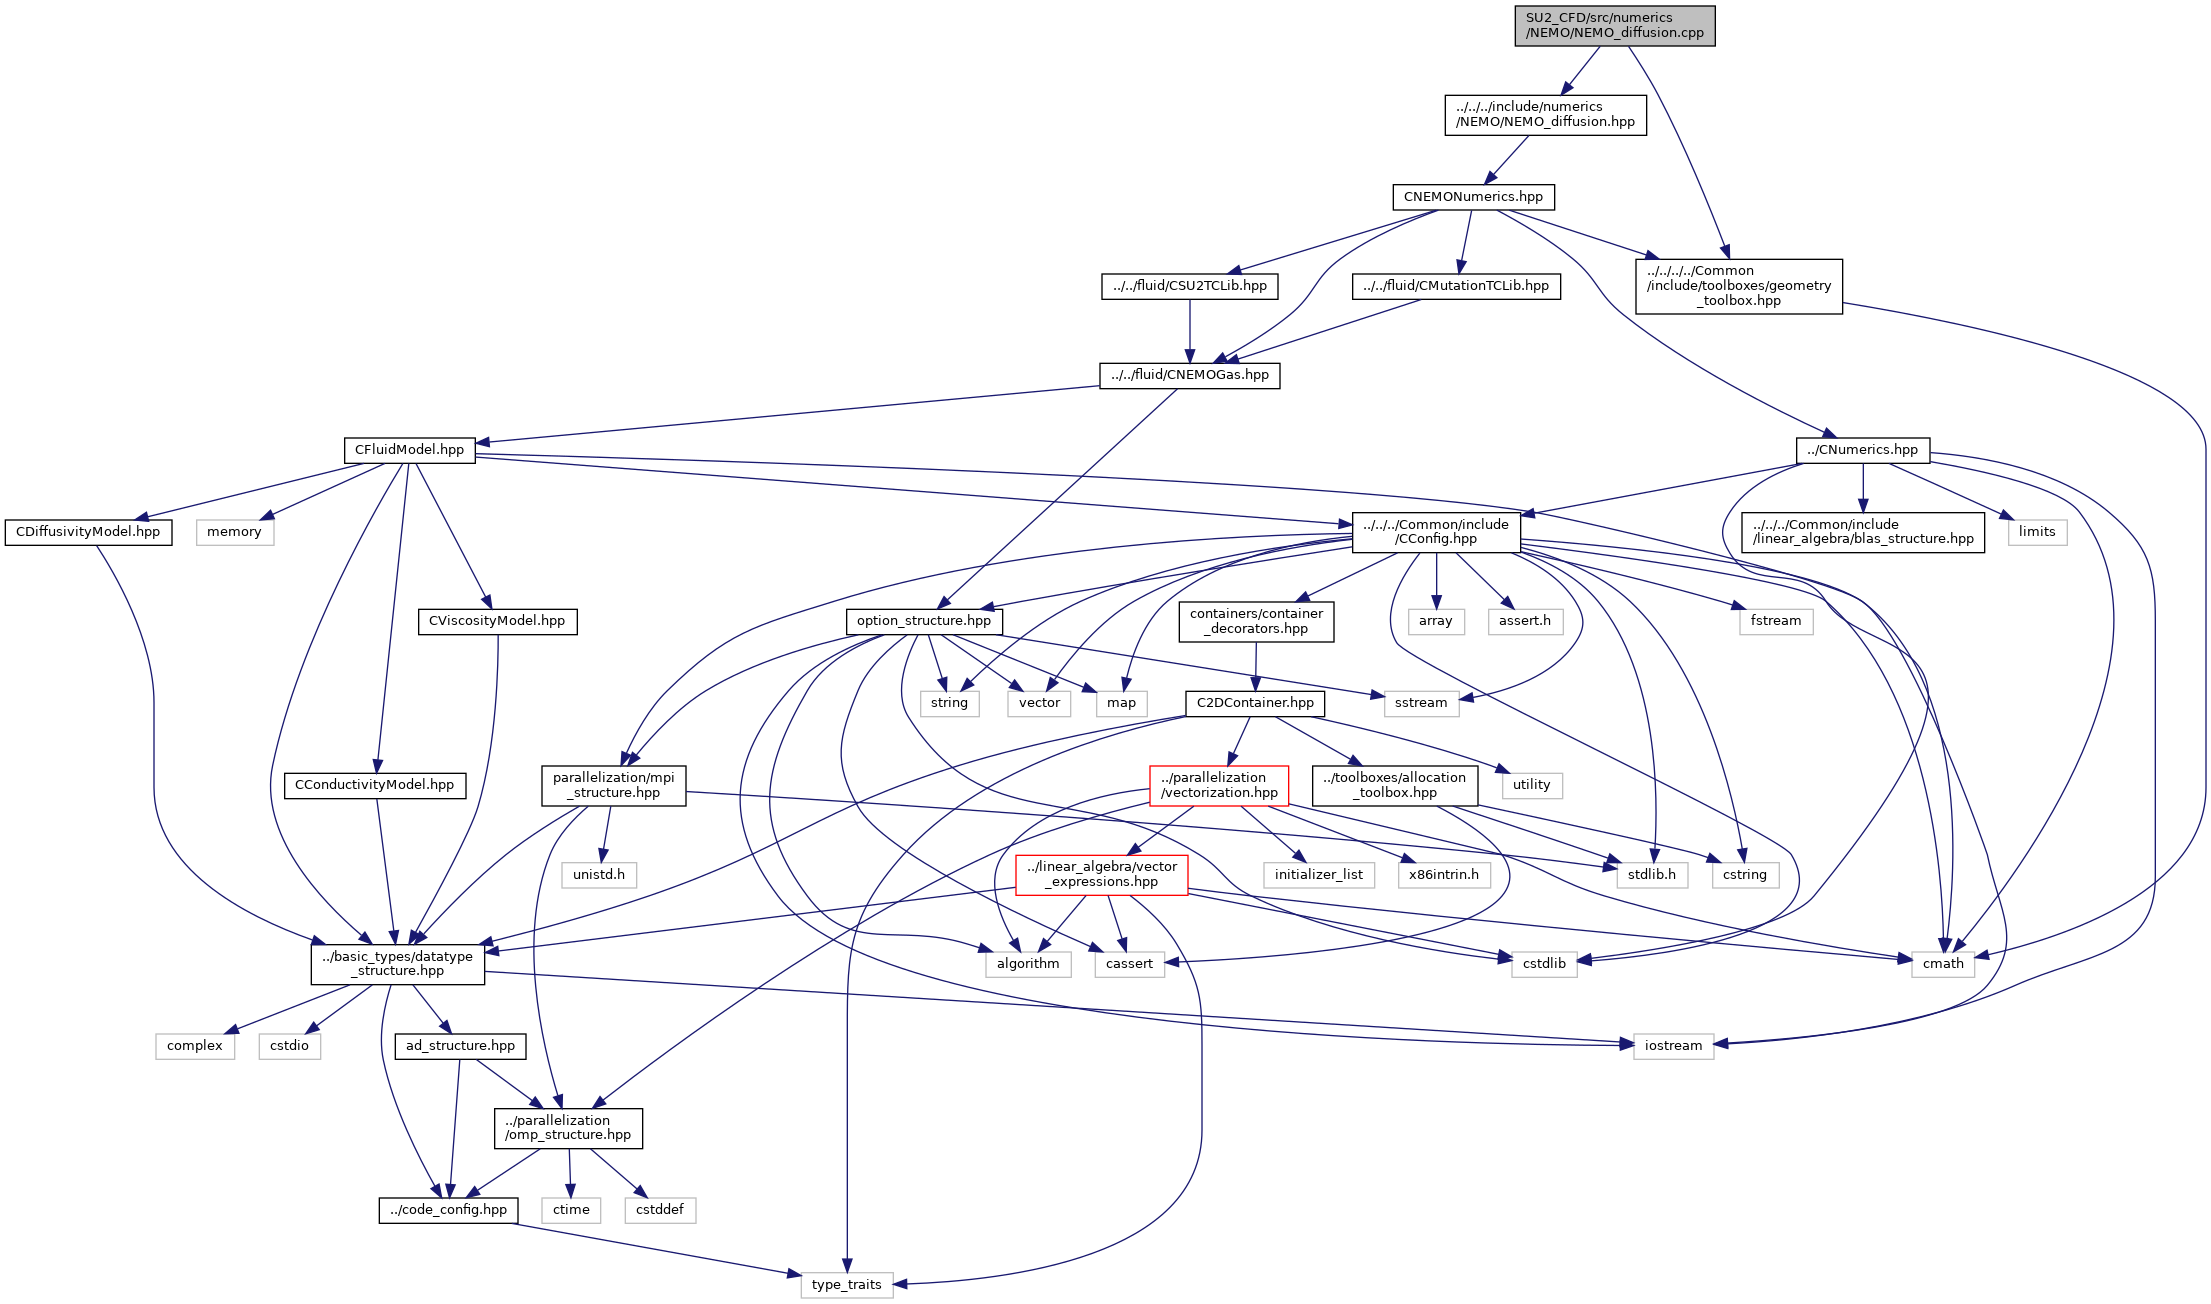 SU2_CFD/src/numerics
/NEMO/NEMO_diffusion.cpp
../../../include/numerics
/NEMO/NEMO_diffusion.hpp
CNEMONumerics.hpp
../../fluid/CSU2TCLib.hpp
../../fluid/CMutationTCLib.hpp
../../../../Common
/include/toolboxes/geometry
_toolbox.hpp
../../fluid/CNEMOGas.hpp
CFluidModel.hpp
../CNumerics.hpp
CDiffusivityModel.hpp
memory
../../../Common/include
/CConfig.hpp
../../../Common/include
/linear_algebra/blas_structure.hpp
limits
CViscosityModel.hpp
option_structure.hpp
containers/container
_decorators.hpp
array
assert.h
fstream
string
vector
map
C2DContainer.hpp
sstream
CConductivityModel.hpp
parallelization/mpi
_structure.hpp
../parallelization
/vectorization.hpp
../toolboxes/allocation
_toolbox.hpp
utility
unistd.h
../linear_algebra/vector
_expressions.hpp
initializer_list
x86intrin.h
stdlib.h
cstring
../basic_types/datatype
_structure.hpp
algorithm
cassert
cstdlib
cmath
complex
cstdio
ad_structure.hpp
iostream
../parallelization
/omp_structure.hpp
../code_config.hpp
ctime
cstddef
type_traits